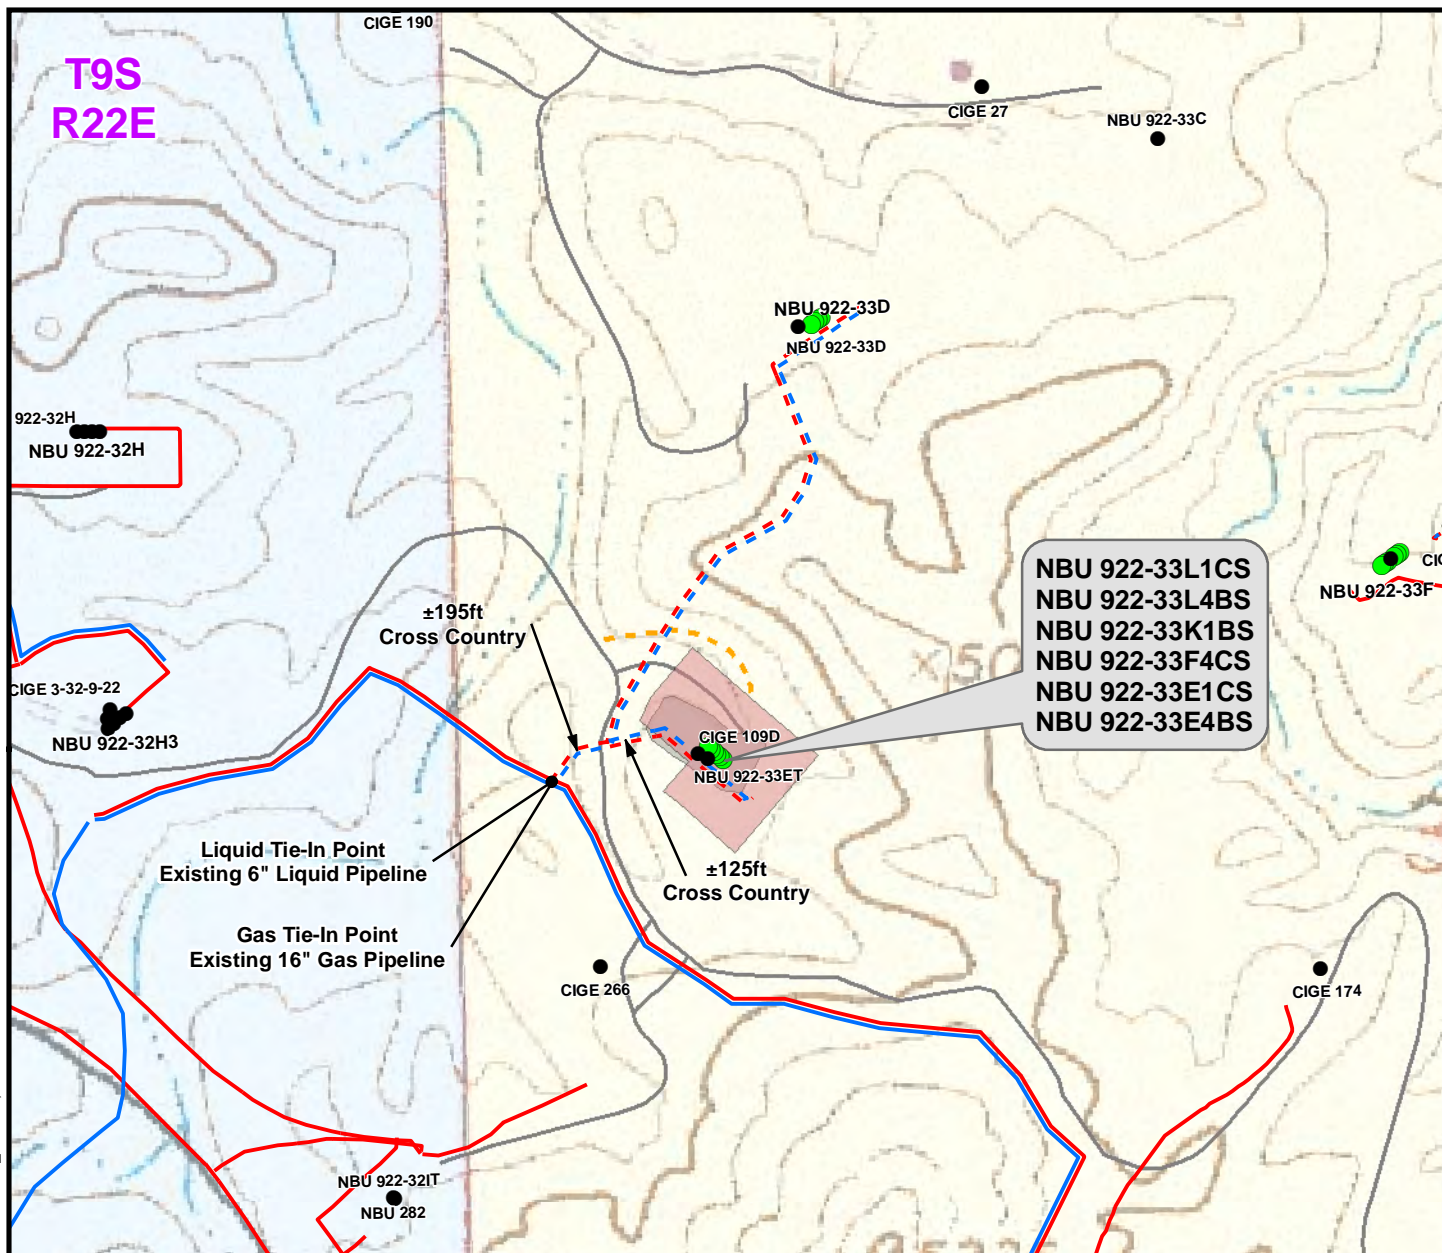 CIGE 190
T9S
R22E
CIGE 27
NBU 922-33C
NBU 922-33D
NBU 922-33D
922-32H
NBU 922-32H
NBU 922-33L1CS
NBU 922-33L4BS
NBU 922-33K1BS
NBU 922-33F4CS
NBU 922-33E1CS
NBU 922-33E4BS
NBU 922-33F
±195ft
Cross Country
CIGE 3-32-9-22
NBU 922-32H3
CIGE 109D
NBU 922-33ET
Liquid Tie-In Point
Existing 6" Liquid Pipeline
±125ft
Cross Country
Gas Tie-In Point
Existing 16" Gas Pipeline
CIGE 266
CIGE 174
NBU 922-32IT
NBU 282